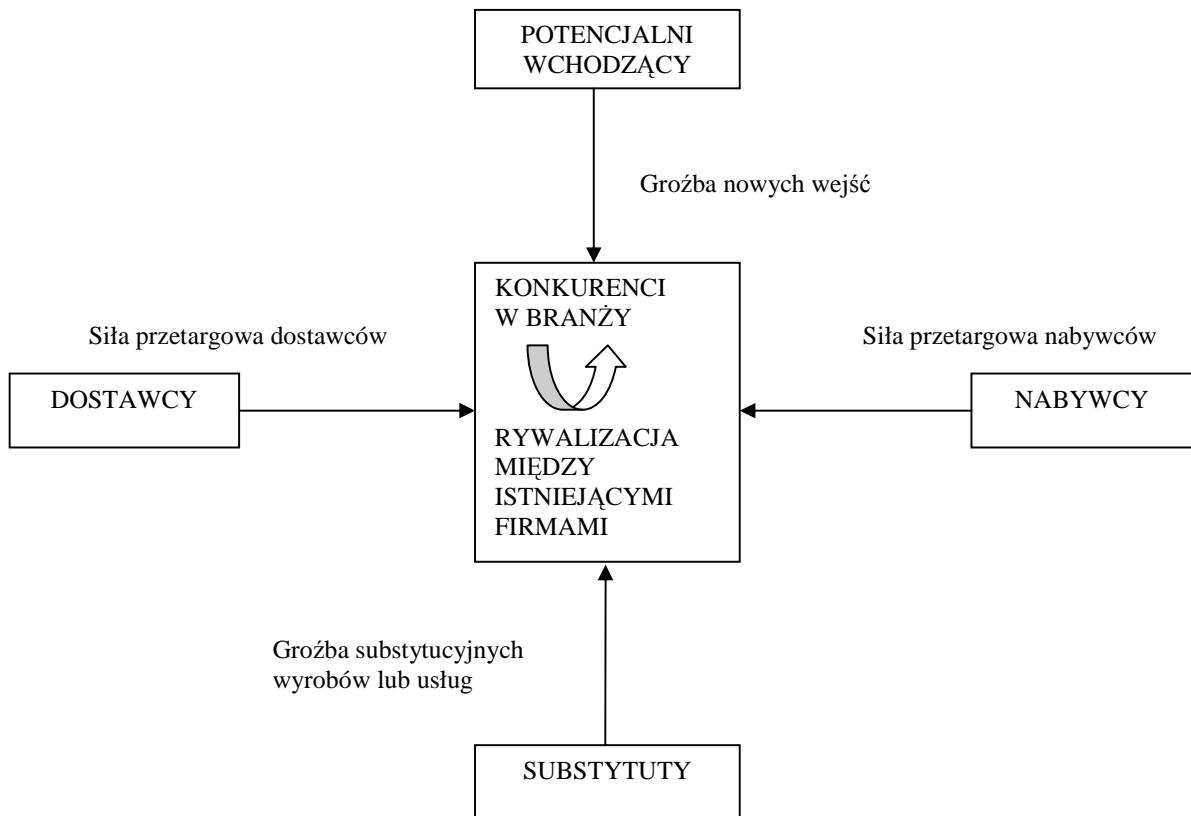 POTENCJALNI
WCHODZĄCY
Groźba nowych wejść
KONKURENCI
W BRANŻY
Siła przetargowa dostawców
Siła przetargowa nabywców
DOSTAWCY
NABYWCY
RYWALIZACJA
MIĘDZY
ISTNIEJĄCYMI
FIRMAMI
Groźba substytucyjnych
wyrobów lub usług
SUBSTYTUTY